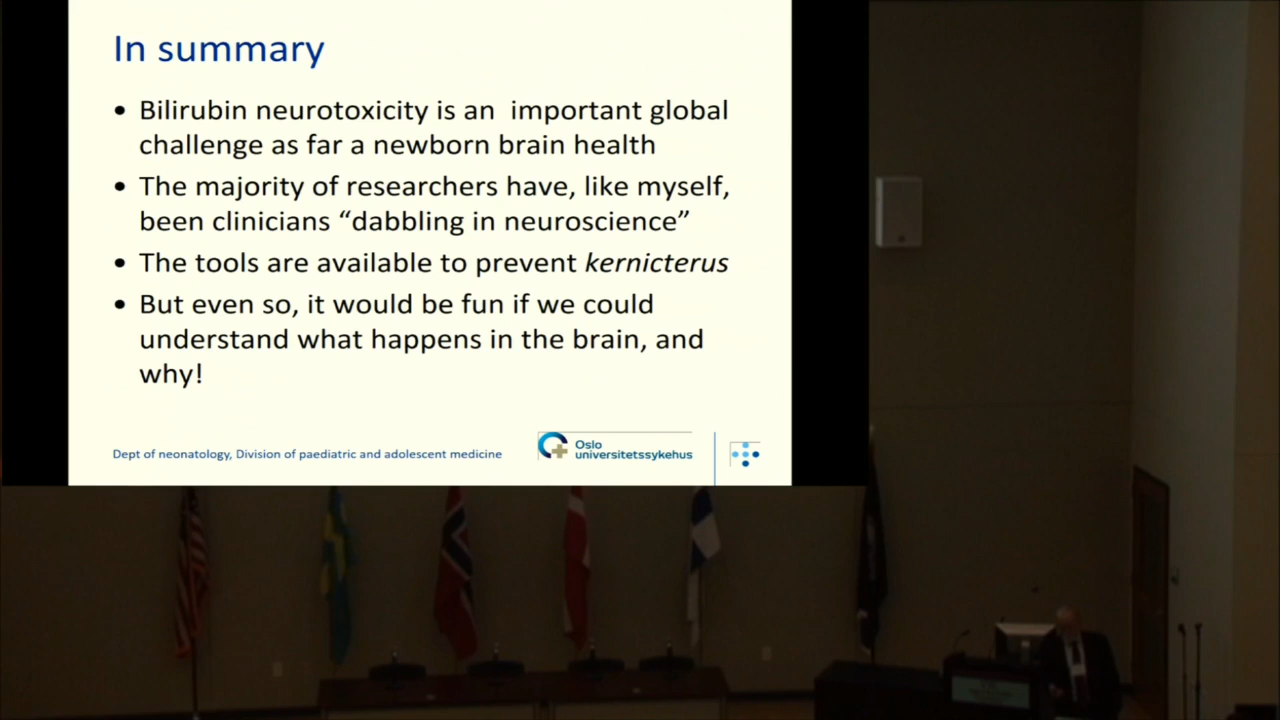 In summary
• Bilirubin neurotoxicity is an  important global
challenge as far a newborn brain health
• The majority of researchers have, like myself,
been clinicians “dabbling in neuroscience”
• The tools are available to prevent kernicterus
• But even so, it would be fun if we could
understand what happens in the brain, and
why!
Dept of neonatology, Division of paediatric and adolescent medicine
Oslo
universitetssykehus